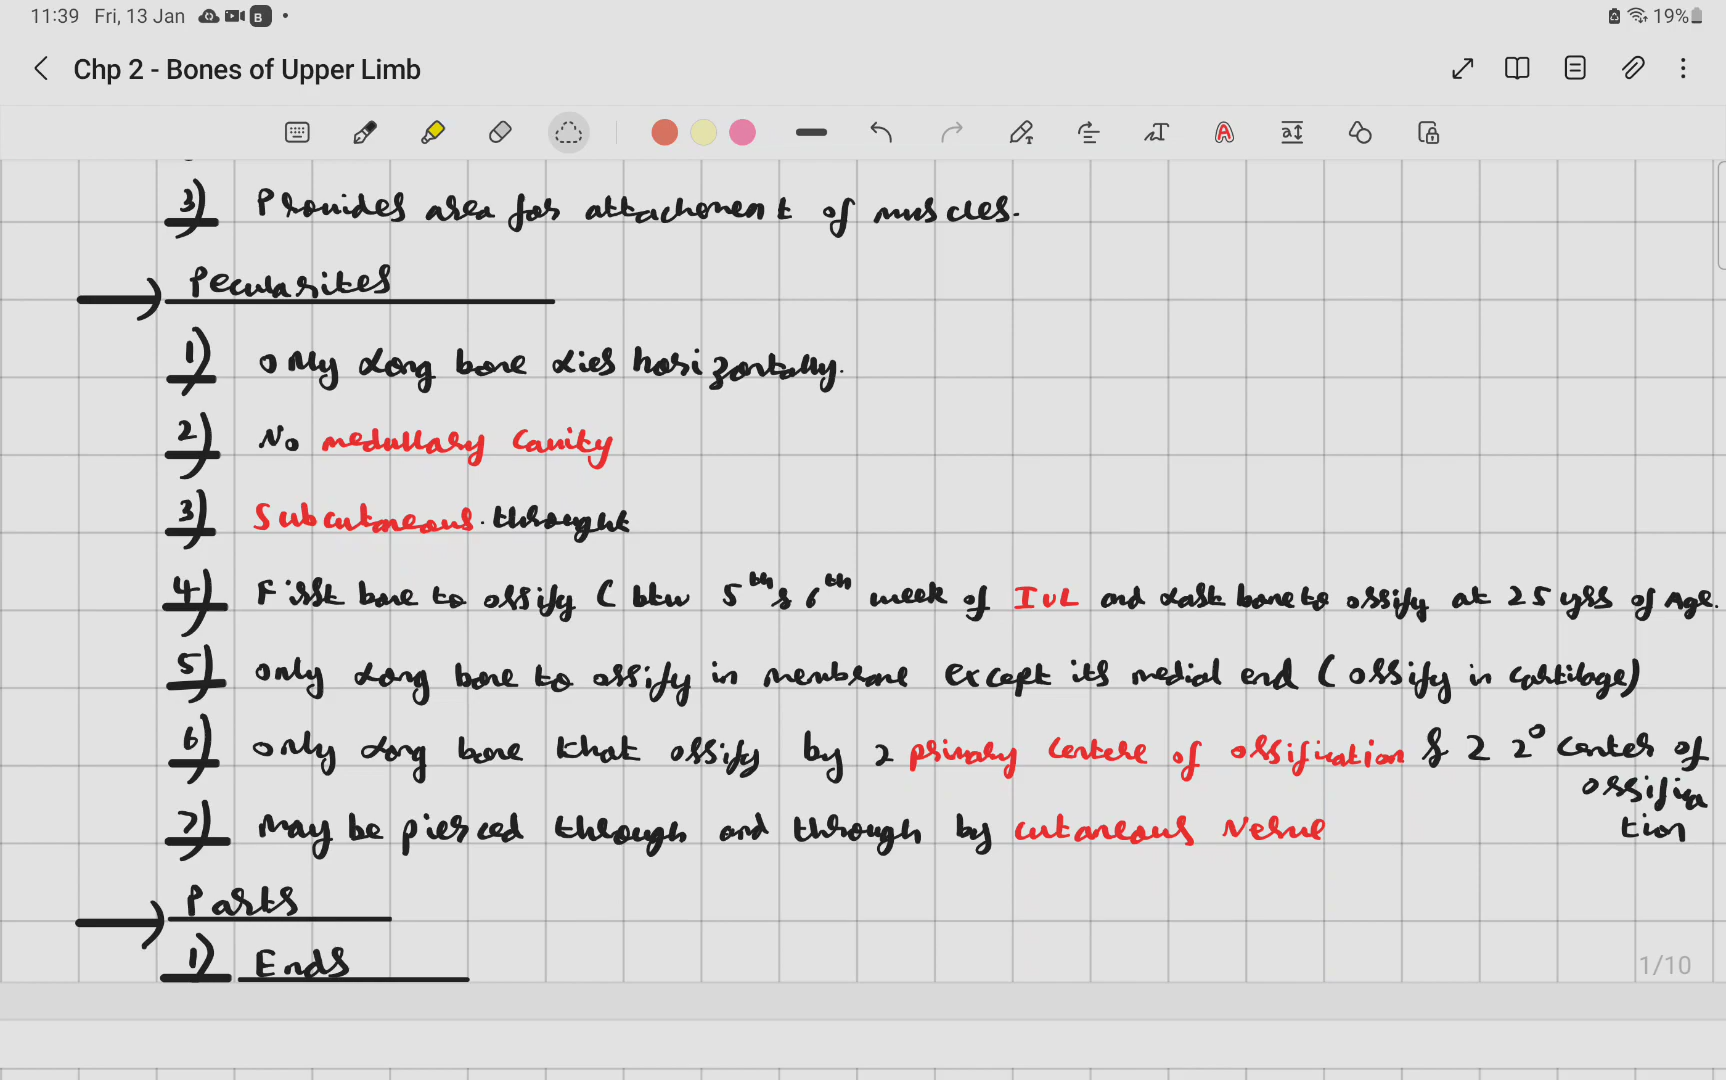 11:39 Fri, 13 Jan 19%
Chp 2 - Bones of Upper Limb
3) Provides area for attachement of muscles.
Pecularites
1) Only Long bone Lies horizontally.
2) No medullary Cavity
3) Subcutaneous throught
4) First bone to ossify ( btw 5th & 6th week of IUL and Last bone to ossify at 25 yrs of Age.
5) Only Long bone to ossify in membrane except its medial end ( ossify in cartilage)
6) Only Long bone that ossify by 2 primary centere of ossification & 2 2° Center of
ossifica
tion
7) May be pierced through and through by cutaneous Nerve
Parts
1) Ends
1/10